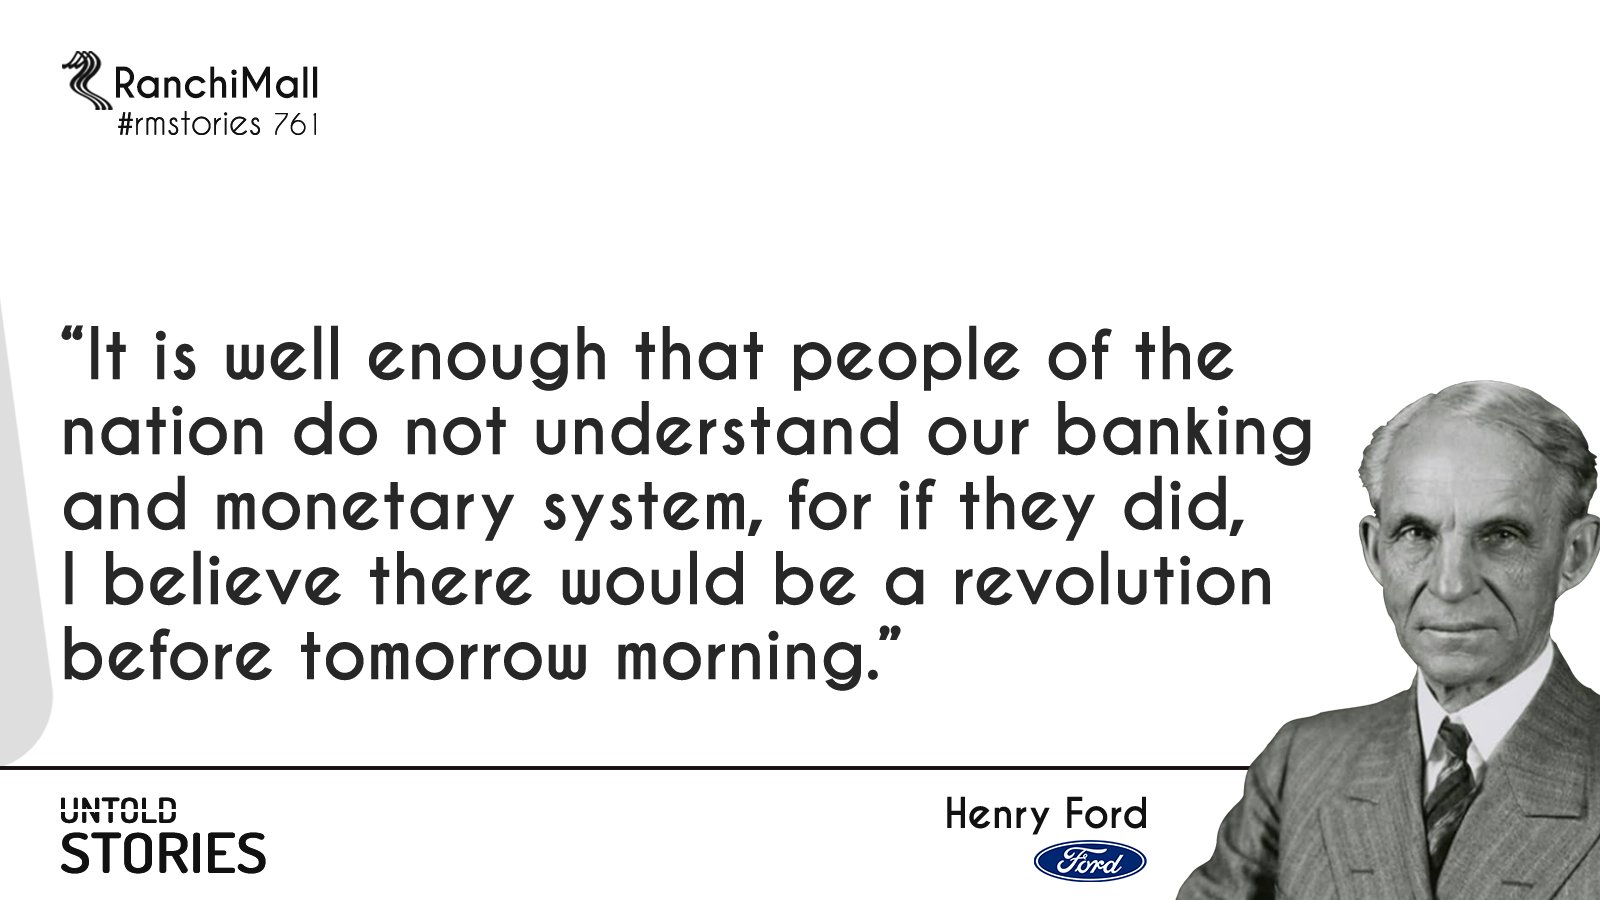 RanchiMall
#rmstories 761
“It is well enough that people of the
nation do not understand our banking
and monetary system, for if they did,
I believe there would be a revolution
before tomorrow morning.”
UNTOLD
STORIES
Henry Ford
Ford